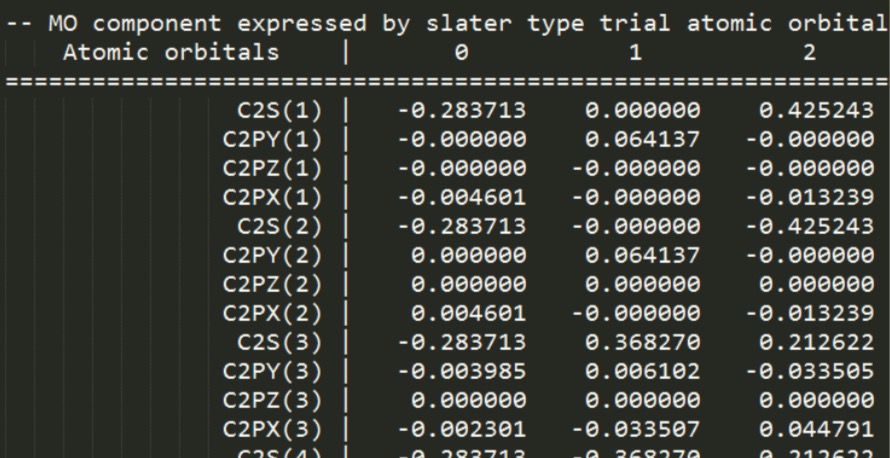 -- MO component expressed by slater type trial atomic orbital
Atomic orbitals | 0 1 2
==============================================================
C2S(1) | -0.283713 0.000000 0.425243
C2PY(1) | -0.000000 0.064137 -0.000000
C2PZ(1) | -0.000000 -0.000000 -0.000000
C2PX(1) | -0.004601 -0.000000 -0.013239
C2S(2) | -0.283713 -0.000000 -0.425243
C2PY(2) | 0.000000 0.064137 -0.000000
C2PZ(2) | 0.000000 0.000000 0.000000
C2PX(2) | 0.004601 -0.000000 -0.013239
C2S(3) | -0.283713 0.368270 0.212622
C2PY(3) | -0.003985 0.006102 -0.033505
C2PZ(3) | 0.000000 0.000000 0.000000
C2PX(3) | -0.002301 -0.033507 0.044791
C2S(4) | -0.283713 -0.368270 0.212622